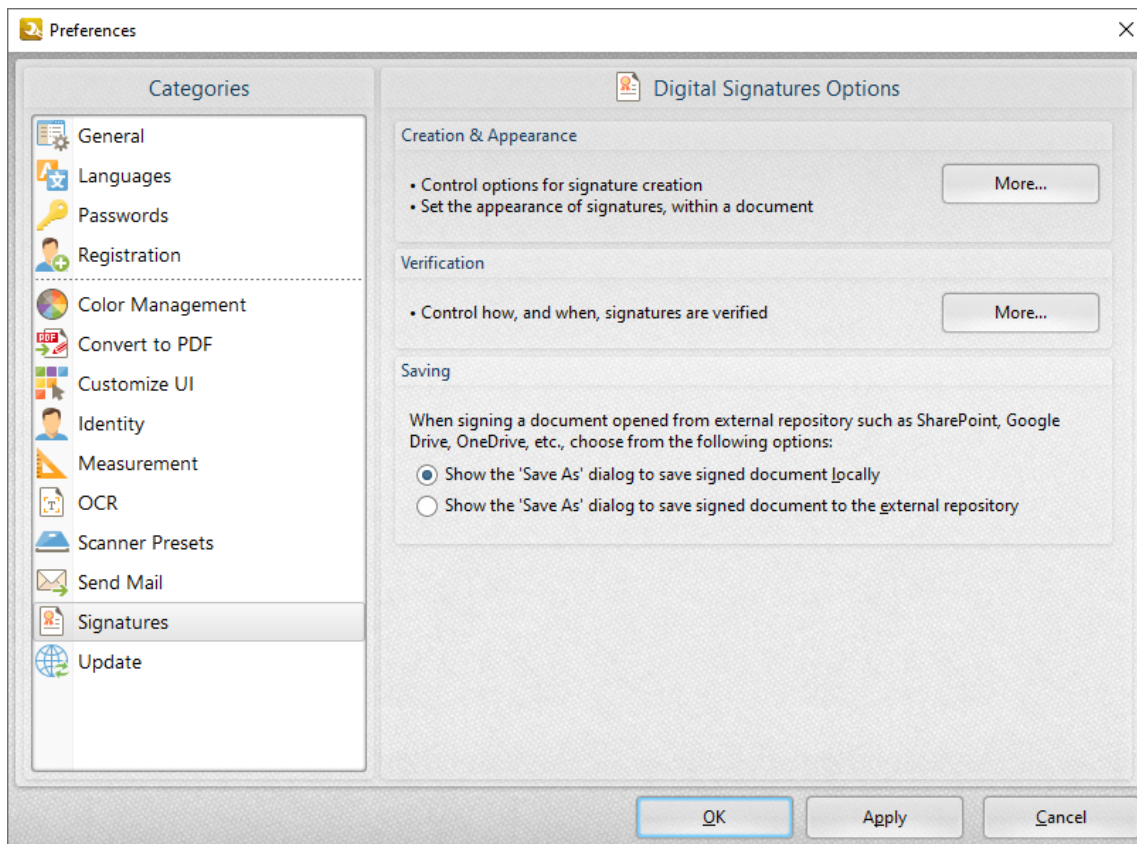 Preferences
Categories
General
Languages
Passwords
Registration
Color Management
Convert to PDF
Customize UI
Identity
Measurement
OCR
Scanner Presets
Send Mail
Signatures
Update
Digital Signatures Options
Creation & Appearance
• Control options for signature creation
• Set the appearance of signatures, within a document
More...
Verification
• Control how, and when, signatures are verified
More...
Saving
When signing a document opened from external repository such as SharePoint, Google
Drive, OneDrive, etc., choose from the following options:
Show the 'Save As' dialog to save signed document locally
Show the 'Save As' dialog to save signed document to the external repository
OK
Apply
Cancel